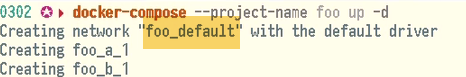 0302 ✪ ▸ docker-compose --project-name foo up -d
Creating network "foo_default" with the default driver
Creating foo_a_1
Creating foo_b_1